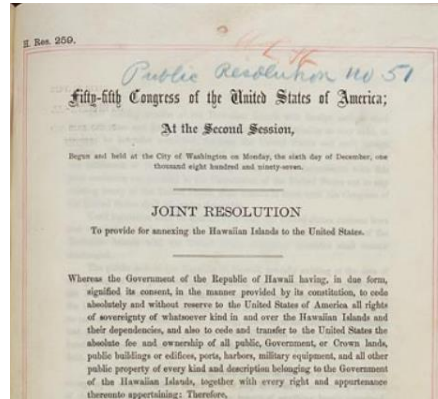 H. Res. 259.
Public Resolution No 51
Fifty-fifth Congress of the United States of America;
At the Second Session,
Begun and held at the City of Washington on Monday, the sixth day of December, one
thousand eight hundred and ninety-seven.
JOINT RESOLUTION
To provide for annexing the Hawaiian Islands to the United States.
Whereas the Government of the Republic of Hawaii having, in due form,
signified its consent, in the manner provided by its constitution, to cede
absolutely and without reserve to the United States of America all rights
of sovereignty of whatsoever kind in and over the Hawaiian Islands and
their dependencies, and also to cede and transfer to the United States the
absolute fee and ownership of all public, Government, or Crown lands,
public buildings or edifices, ports, harbors, military equipment, and all other
public property of every kind and description belonging to the Government
of the Hawaiian Islands, together with every right and appurtenance
thereunto appertaining: Therefore,